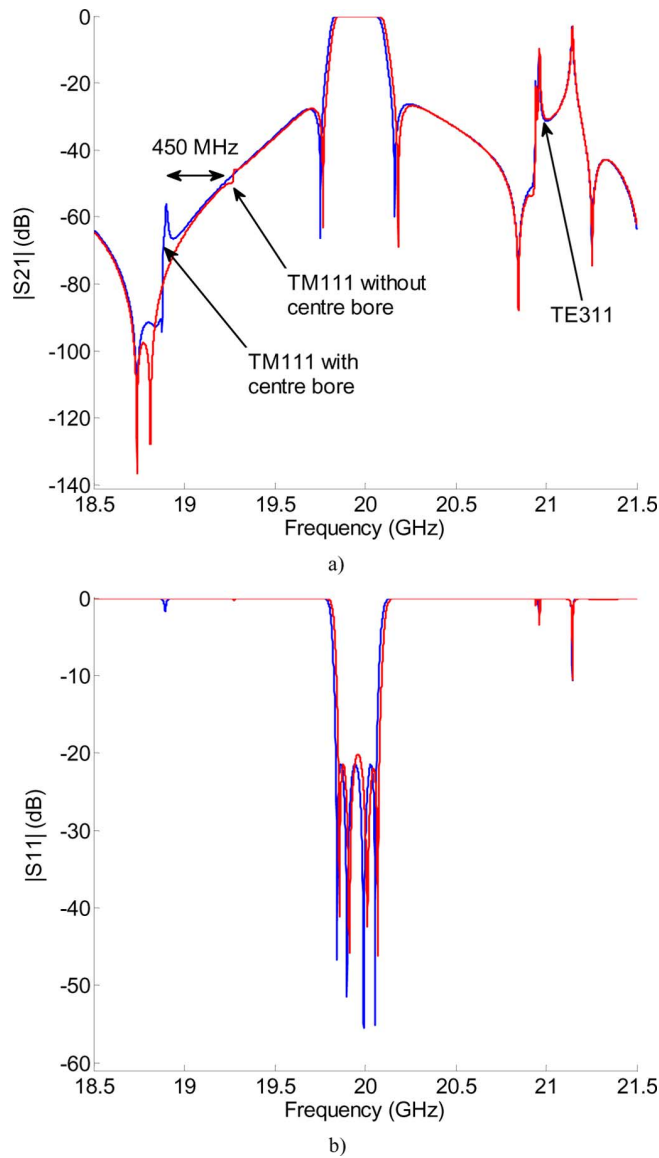 0
-20
-40
-60
-80
-100
-120
-140
|S21| (dB)
450 MHz
TM111 without
centre bore
TM111 with
centre bore
TE311
18.5 19 19.5 20 20.5 21 21.5
Frequency (GHz)
a)
0
-10
-20
-30
-40
-50
-60
|S11| (dB)
18.5 19 19.5 20 20.5 21 21.5
Frequency (GHz)
b)